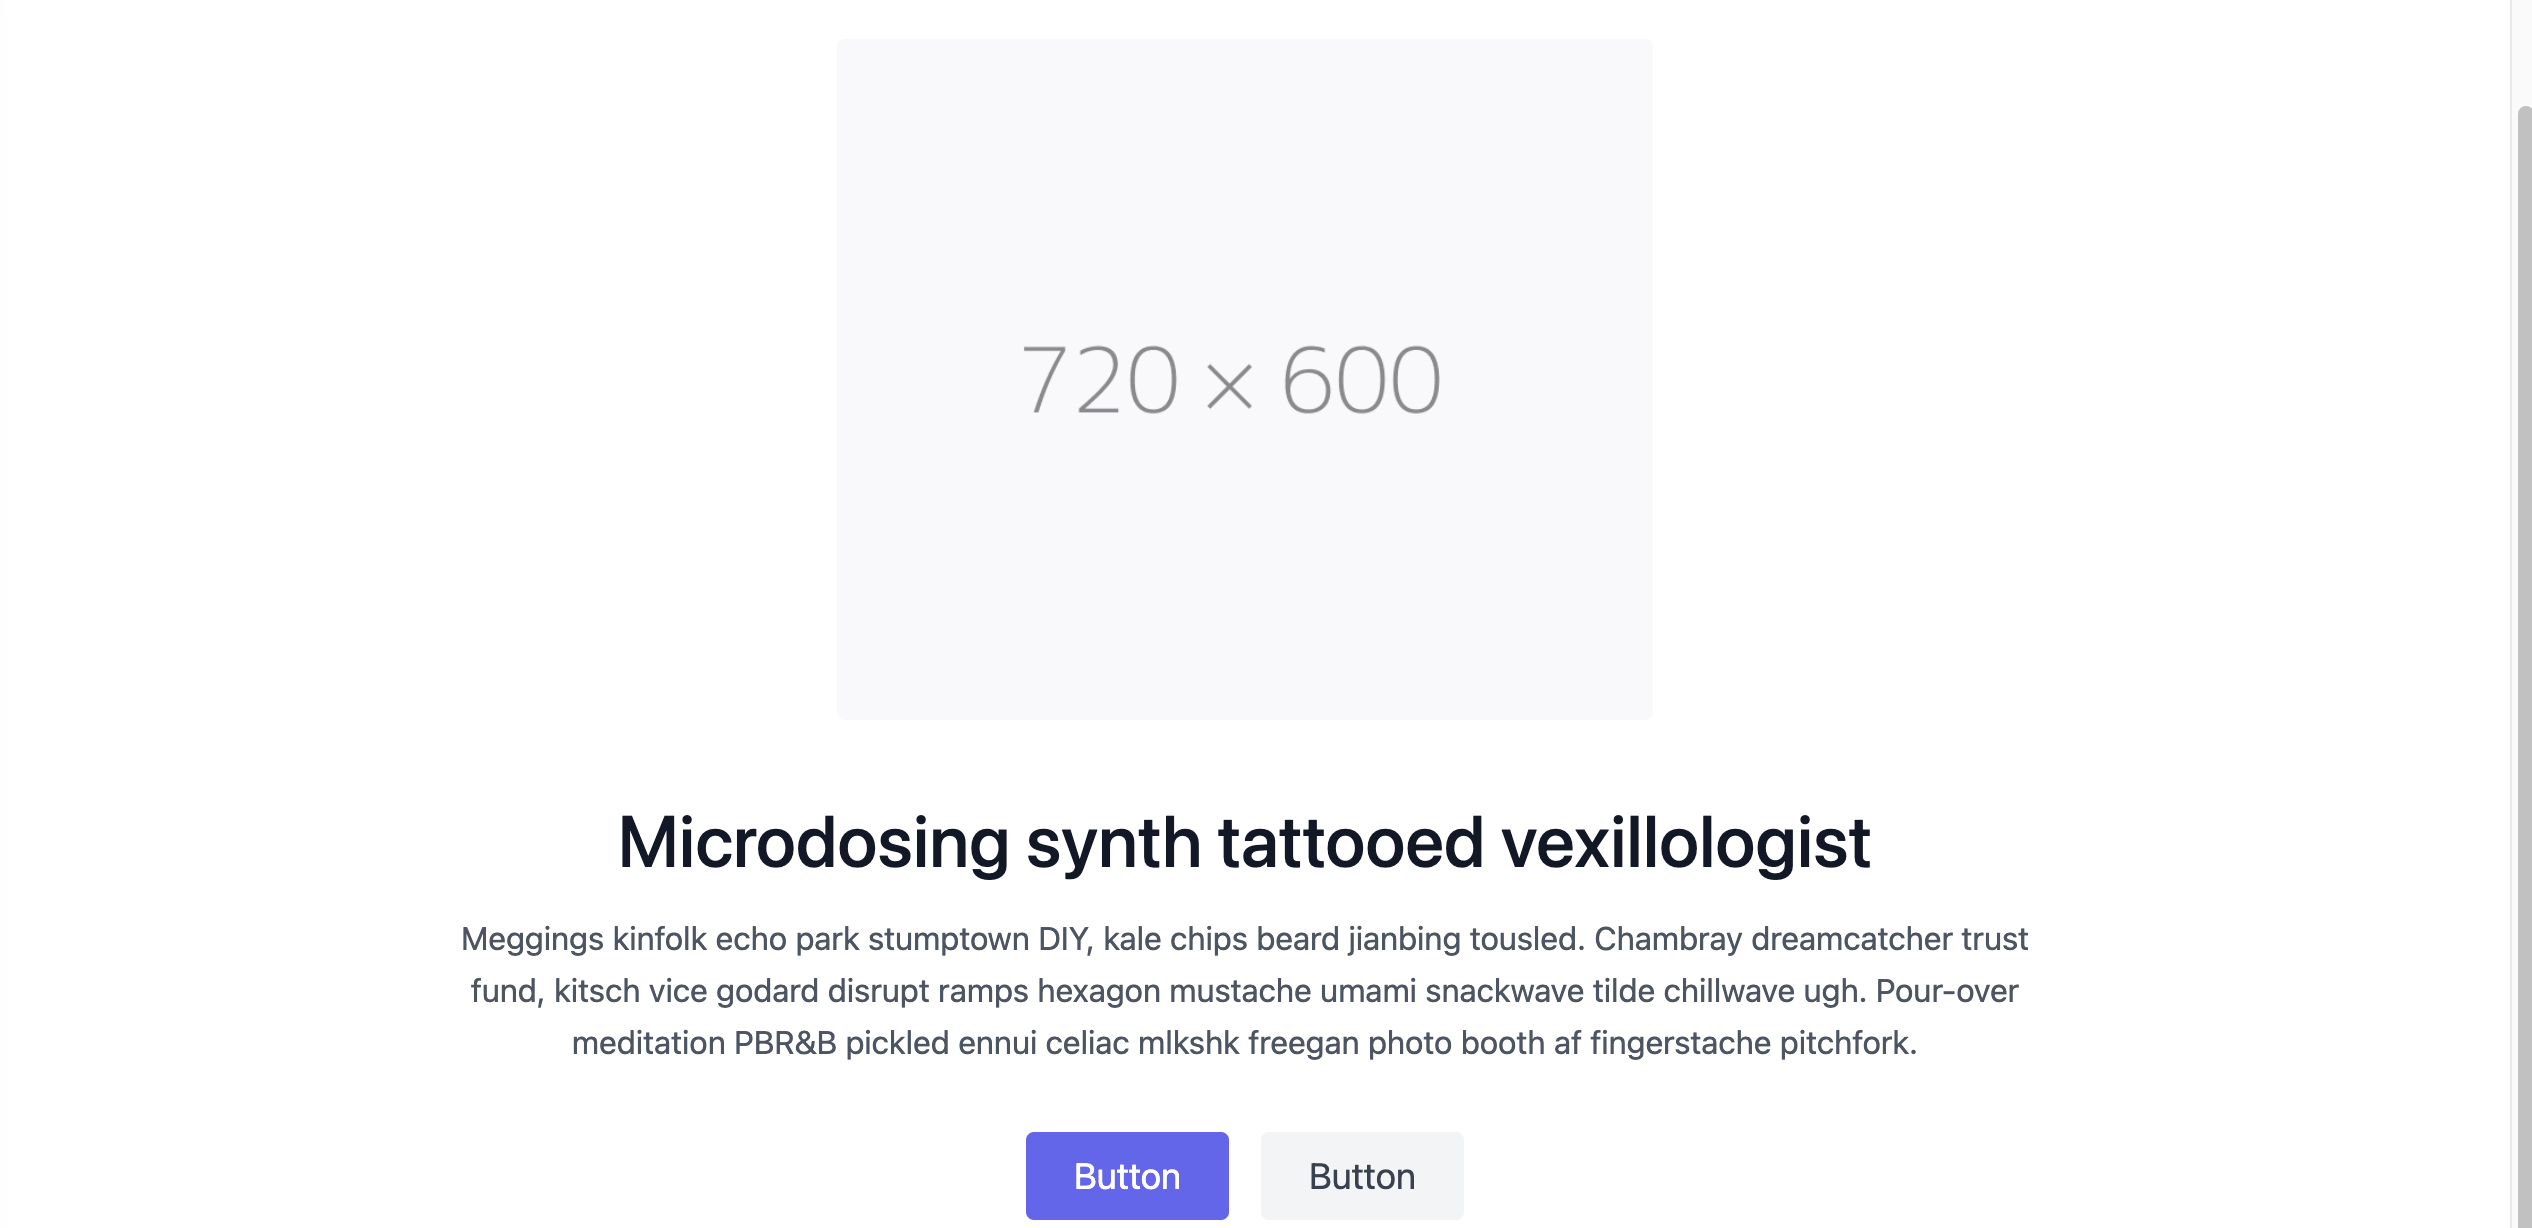 720 × 600
Microdosing synth tattooed vexillologist
Meggings kinfolk echo park stumptown DIY, kale chips beard jianbing tousled. Chambray dreamcatcher trust
fund, kitsch vice godard disrupt ramps hexagon mustache umami snackwave tilde chillwave ugh. Pour-over
meditation PBR&B pickled ennui celiac mlkshk freegan photo booth af fingerstache pitchfork.
Button Button